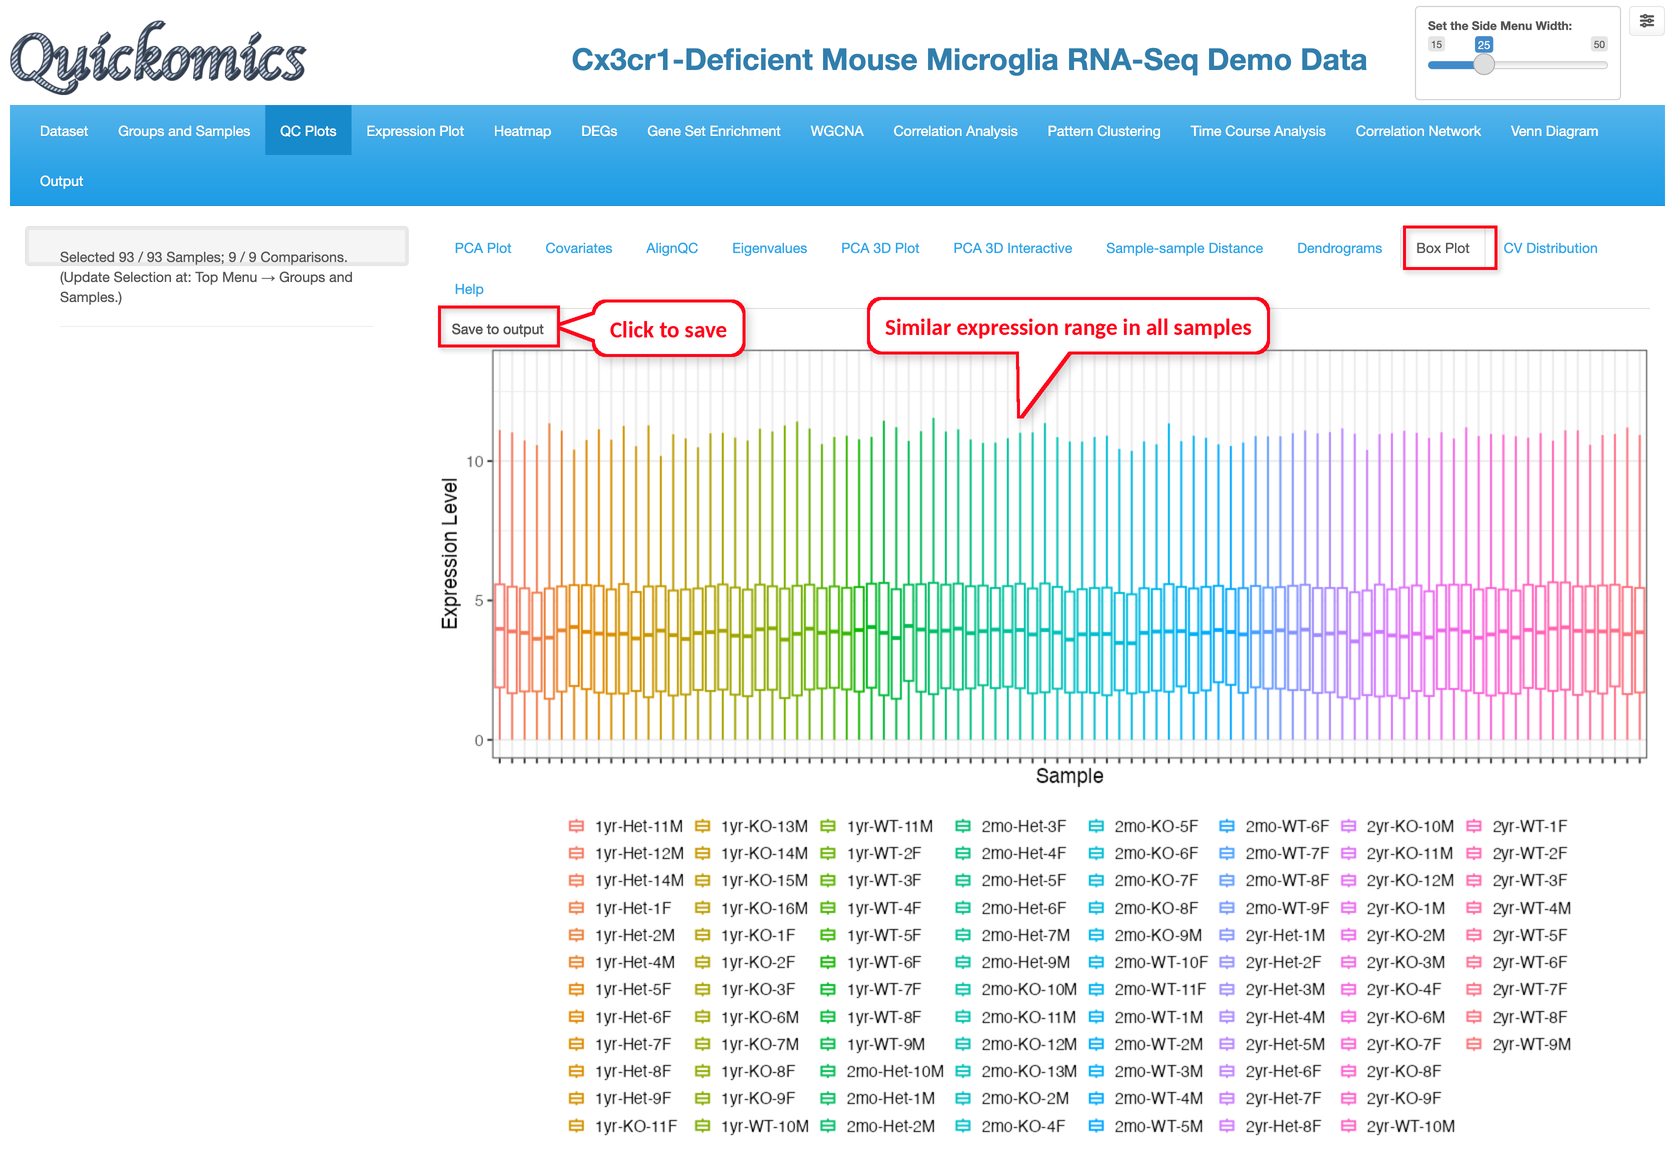 Quickomics
Cx3cr1-Deficient Mouse Microglia RNA-Seq Demo Data
Set the Side Menu Width:
15 25 50
Dataset Groups and Samples QC Plots Expression Plot Heatmap DEGs Gene Set Enrichment WGCNA Correlation Analysis Pattern Clustering Time Course Analysis Correlation Network Venn Diagram
Output
Selected 93 / 93 Samples; 9 / 9 Comparisons.
(Update Selection at: Top Menu → Groups and
Samples.)
PCA Plot Covariates AlignQC Eigenvalues PCA 3D Plot PCA 3D Interactive Sample-sample Distance Dendrograms Box Plot CV Distribution
Help
Save to output
Click to save
Similar expression range in all samples
10
5
0
Expression Level
Sample
1yr-Het-11M 1yr-KO-13M 1yr-WT-11M 2mo-Het-3F 2mo-KO-5F 2mo-WT-6F 2yr-KO-10M 2yr-WT-1F
1yr-Het-12M 1yr-KO-14M 1yr-WT-2F 2mo-Het-4F 2mo-KO-6F 2mo-WT-7F 2yr-KO-11M 2yr-WT-2F
1yr-Het-14M 1yr-KO-15M 1yr-WT-3F 2mo-Het-5F 2mo-KO-7F 2mo-WT-8F 2yr-KO-12M 2yr-WT-3F
1yr-Het-1F 1yr-KO-16M 1yr-WT-4F 2mo-Het-6F 2mo-KO-8F 2mo-WT-9F 2yr-KO-1M 2yr-WT-4M
1yr-Het-2M 1yr-KO-1F 1yr-WT-5F 2mo-Het-7M 2mo-KO-9M 2yr-Het-1M 2yr-KO-2M 2yr-WT-5F
1yr-Het-4M 1yr-KO-2F 1yr-WT-6F 2mo-Het-9M 2mo-WT-10F 2yr-Het-2F 2yr-KO-3M 2yr-WT-6F
1yr-Het-5F 1yr-KO-3F 1yr-WT-7F 2mo-KO-10M 2mo-WT-11F 2yr-Het-3M 2yr-KO-4F 2yr-WT-7F
1yr-Het-6F 1yr-KO-6M 1yr-WT-8F 2mo-KO-11M 2mo-WT-1M 2yr-Het-4M 2yr-KO-6M 2yr-WT-8F
1yr-Het-7F 1yr-KO-7M 1yr-WT-9M 2mo-KO-12M 2mo-WT-2M 2yr-Het-5M 2yr-KO-7F 2yr-WT-9M
1yr-Het-8F 1yr-KO-8F 2mo-Het-10M 2mo-KO-13M 2mo-WT-3M 2yr-Het-6F 2yr-KO-8F
1yr-Het-9F 1yr-KO-9F 2mo-Het-1M 2mo-KO-2M 2mo-WT-4M 2yr-Het-7F 2yr-KO-9F
1yr-KO-11F 1yr-WT-10M 2mo-Het-2M 2mo-KO-4F 2mo-WT-5M 2yr-Het-8F 2yr-WT-10M